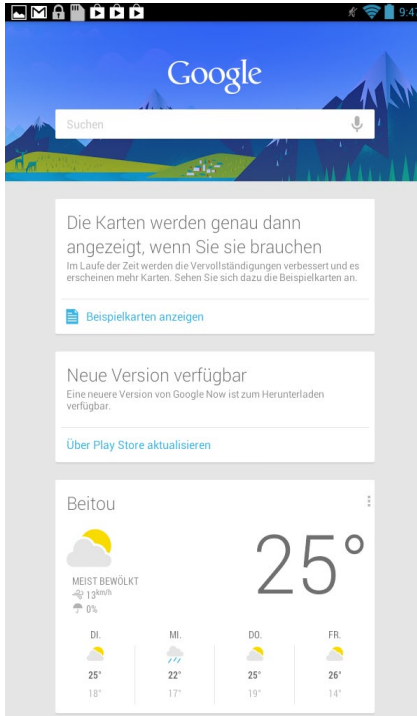 9:47
Google
Suchen
Die Karten werden genau dann
angezeigt, wenn Sie sie brauchen
Im Laufe der Zeit werden die Vervollständigungen verbessert und es
erscheinen mehr Karten. Sehen Sie sich dazu die Beispielkarten an.
Beispielkarten anzeigen
Neue Version verfügbar
Eine neuere Version von Google Now ist zum Herunterladen
verfügbar.
Über Play Store aktualisieren
Beitou
25°
MEIST BEWÖLKT
13km/h
0%
DI. MI. DO. FR.
25° 22° 25° 26°
18° 17° 19° 14°